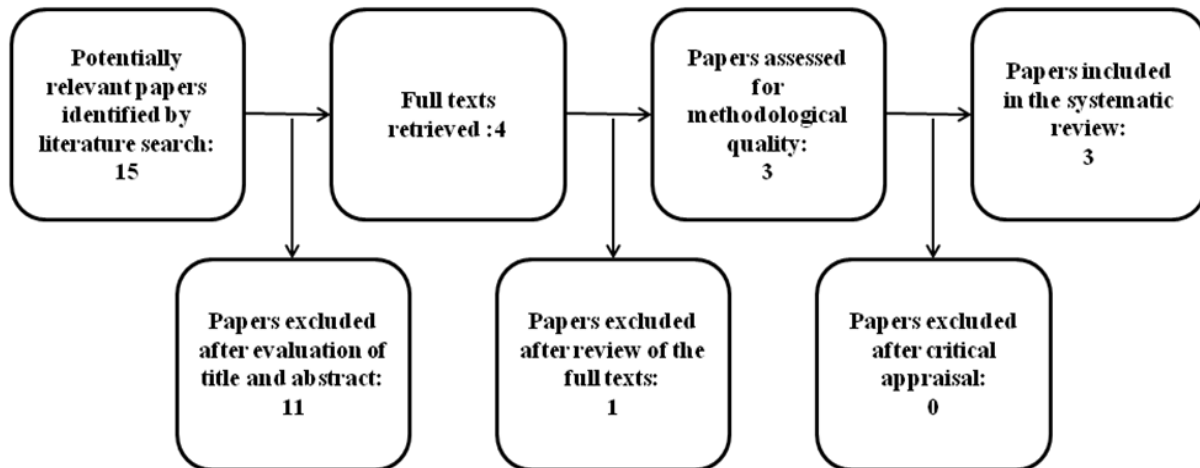 Potentially
relevant papers
identified by
literature search:
15
Full texts
retrieved :4
Papers assessed
for
methodological
quality:
3
Papers included
in the systematic
review:
3
Papers excluded
after evaluation of
title and abstract:
11
Papers excluded
after review of the
full texts:
1
Papers excluded
after critical
appraisal:
0